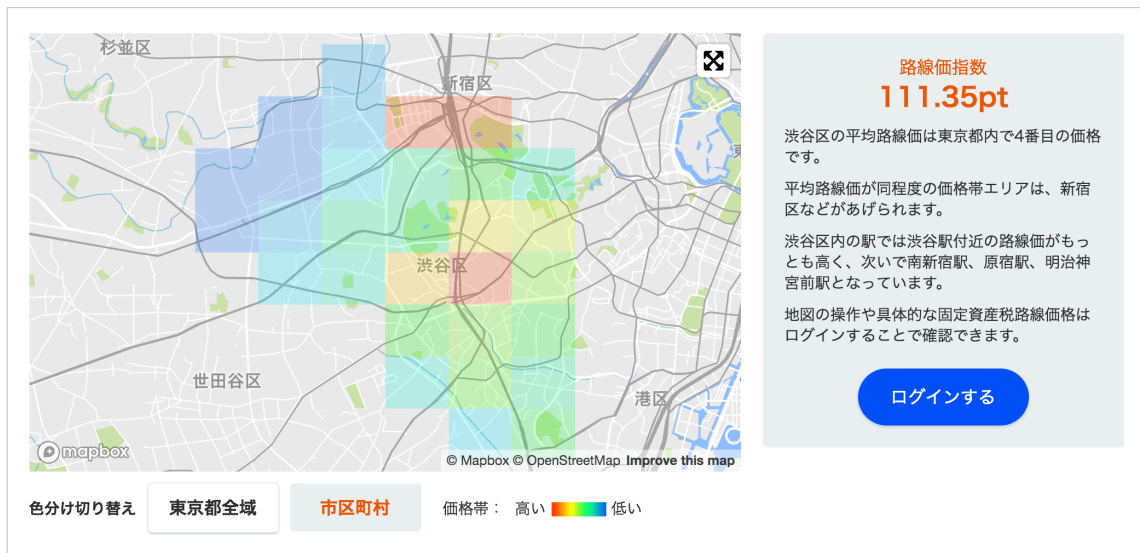 杉並区
新宿区
渋谷区
世田谷区
港区
mapbox
© Mapbox © OpenStreetMap Improve this map
路線価指数
111.35pt
渋谷区の平均路線価は東京都内で4番目の価格
です。
平均路線価が同程度の価格帯エリアは、新宿
区などがあげられます。
渋谷区内の駅では渋谷駅付近の路線価がもっ
とも高く、次いで南新宿駅、原宿駅、明治神
宮前駅となっています。
地図の操作や具体的な固定資産税路線価格は
ログインすることで確認できます。
ログインする
色分け切り替え 東京都全域 市区町村 価格帯： 高い 低い